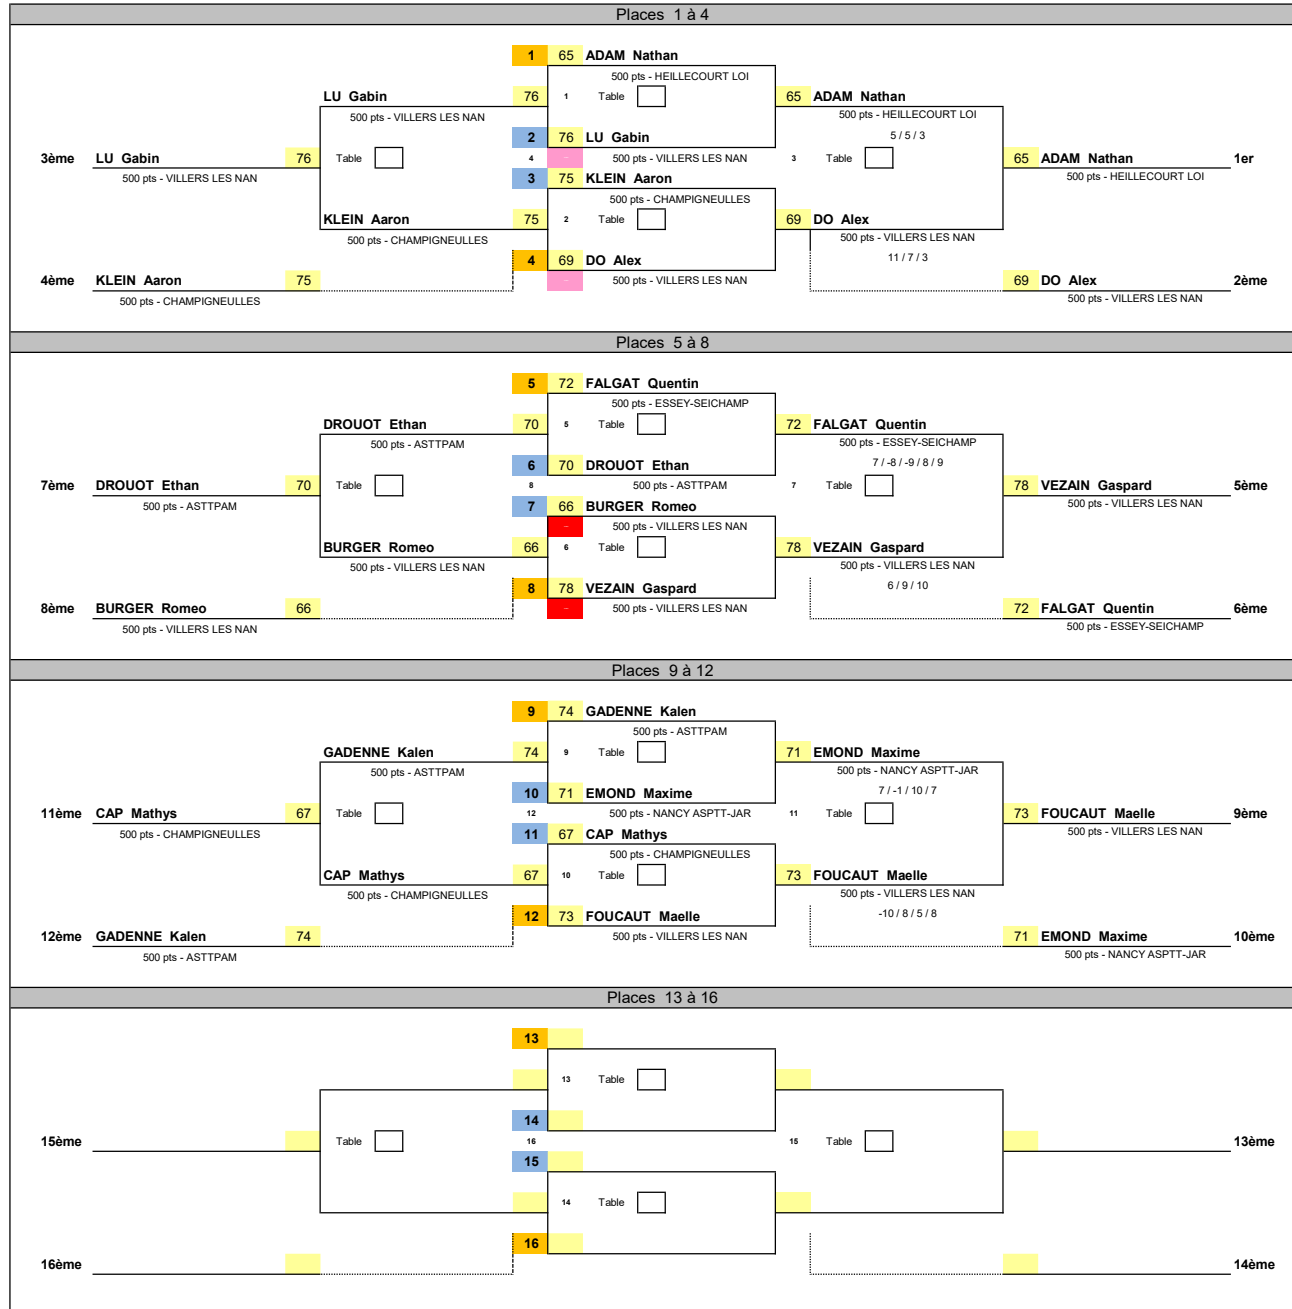 Places 1 à 4
1 65 ADAM Nathan
500 pts - HEILLECOURT LOI
LU Gabin 76 1 Table 65 ADAM Nathan
500 pts - VILLERS LES NAN 500 pts - HEILLECOURT LOI
2 76 LU Gabin 5 / 5 / 3
3ème LU Gabin 76 Table 4 - 500 pts - VILLERS LES NAN 3 Table 65 ADAM Nathan 1er
500 pts - VILLERS LES NAN 3 75 KLEIN Aaron 500 pts - HEILLECOURT LOI
500 pts - CHAMPIGNEULLES
KLEIN Aaron 75 2 Table 69 DO Alex
500 pts - CHAMPIGNEULLES 500 pts - VILLERS LES NAN
4 69 DO Alex 11 / 7 / 3
4ème KLEIN Aaron 75 - 500 pts - VILLERS LES NAN 69 DO Alex 2ème
500 pts - CHAMPIGNEULLES 500 pts - VILLERS LES NAN
Places 5 à 8
5 72 FALGAT Quentin
500 pts - ESSEY-SEICHAMP
DROUOT Ethan 70 5 Table 72 FALGAT Quentin
500 pts - ASTTPAM 500 pts - ESSEY-SEICHAMP
6 70 DROUOT Ethan 7 / -8 / -9 / 8 / 9
7ème DROUOT Ethan 70 Table 8 500 pts - ASTTPAM 7 Table 78 VEZAIN Gaspard 5ème
500 pts - ASTTPAM 7 66 BURGER Romeo 500 pts - VILLERS LES NAN
- 500 pts - VILLERS LES NAN
BURGER Romeo 66 6 Table 78 VEZAIN Gaspard
500 pts - VILLERS LES NAN 500 pts - VILLERS LES NAN
8 78 VEZAIN Gaspard 6 / 9 / 10
8ème BURGER Romeo 66 - 500 pts - VILLERS LES NAN 72 FALGAT Quentin 6ème
500 pts - VILLERS LES NAN 500 pts - ESSEY-SEICHAMP
Places 9 à 12
9 74 GADENNE Kalen
500 pts - ASTTPAM
GADENNE Kalen 74 9 Table 71 EMOND Maxime
500 pts - ASTTPAM 500 pts - NANCY ASPTT-JAR
10 71 EMOND Maxime 7 / -1 / 10 / 7
11ème CAP Mathys 67 Table 12 500 pts - NANCY ASPTT-JAR 11 Table 73 FOUCAUT Maelle 9ème
500 pts - CHAMPIGNEULLES 11 67 CAP Mathys 500 pts - VILLERS LES NAN
500 pts - CHAMPIGNEULLES
CAP Mathys 67 10 Table 73 FOUCAUT Maelle
500 pts - CHAMPIGNEULLES 500 pts - VILLERS LES NAN
12 73 FOUCAUT Maelle -10 / 8 / 5 / 8
12ème GADENNE Kalen 74 500 pts - VILLERS LES NAN 71 EMOND Maxime 10ème
500 pts - ASTTPAM 500 pts - NANCY ASPTT-JAR
Places 13 à 16
13
13 Table
14
15ème Table 16 15 Table 13ème
15
14 Table
16
16ème 14ème